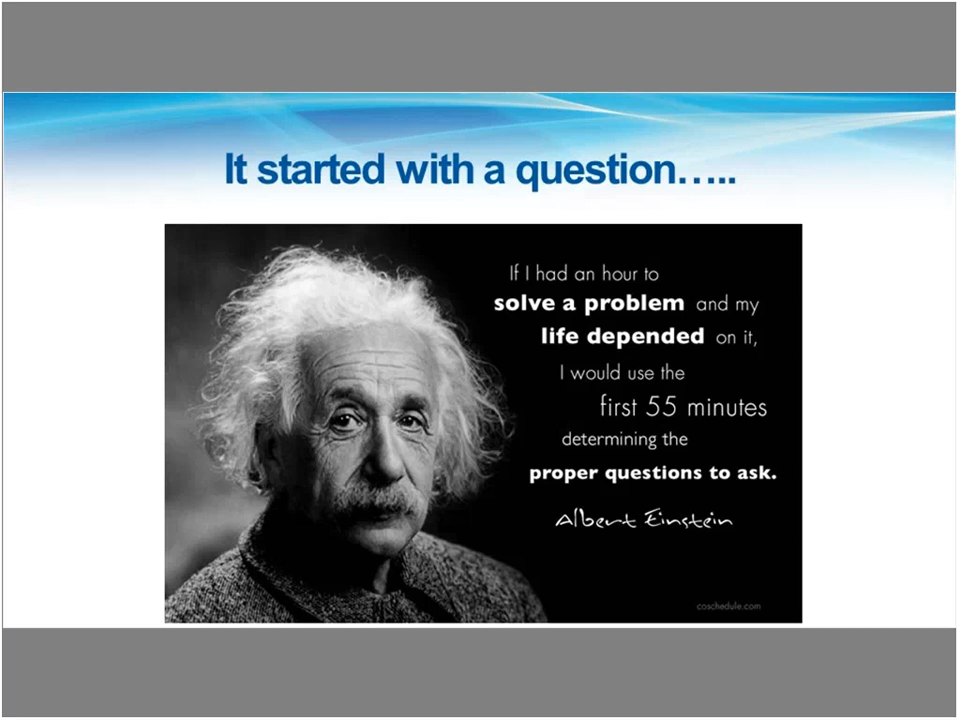 It started with a question…..
If I had an hour to
solve a problem and my
life depended on it,
I would use the
first 55 minutes
determining the
proper questions to ask.
Albert Einstein
coschedule.com